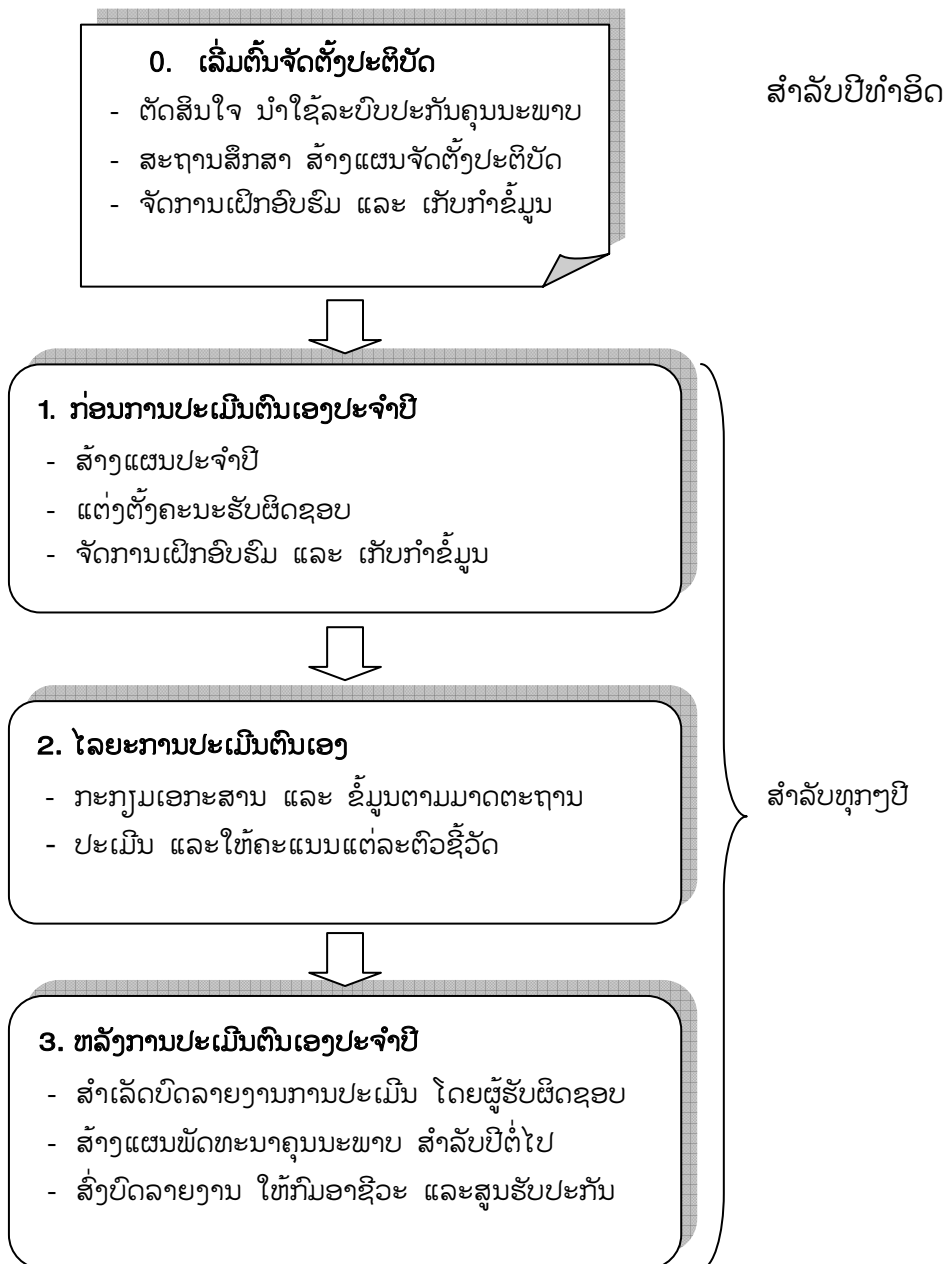 0. ເລີ່ມຕົ້ນຈັດຕັ້ງປະຕິບັດ
- ຕັດສິນໃຈ ນໍາໃຊ້ລະບົບປະກັນຄຸນນະພາບ
- ສະຖານສຶກສາ ສ້າງແຜນຈັດຕັ້ງປະຕິບັດ
- ຈັດການເຝິກອົບຮົມ ແລະ ເກັບກໍາຂໍ້ມູນ
ສໍາລັບປີທໍາອິດ
1. ກ່ອນການປະເມີນຕົນເອງປະຈໍາປີ
- ສ້າງແຜນປະຈໍາປີ
- ແຕ່ງຕັ້ງຄະນະຮັບຜິດຊອບ
- ຈັດການເຝິກອົບຮົມ ແລະ ເກັບກໍາຂໍ້ມູນ
2. ໄລຍະການປະເມີນຕົນເອງ
- ກະກຽມເອກະສານ ແລະ ຂໍ້ມູນຕາມມາດຕະຖານ
- ປະເມີນ ແລະໃຫ້ຄະແນນແຕ່ລະຕົວຊີ້ວັດ
ສໍາລັບທຸກໆປີ
3. ຫລັງການປະເມີນຕົນເອງປະຈໍາປີ
- ສໍາເລັດບົດລາຍງານການປະເມີນ ໂດຍຜູ້ຮັບຜິດຊອບ
- ສ້າງແຜນພັດທະນາຄຸນນະພາບ ສໍາລັບປີຕໍ່ໄປ
- ສົ່ງບົດລາຍງານ ໃຫ້ກົມອາຊີວະ ແລະສູນຮັບປະກັນ